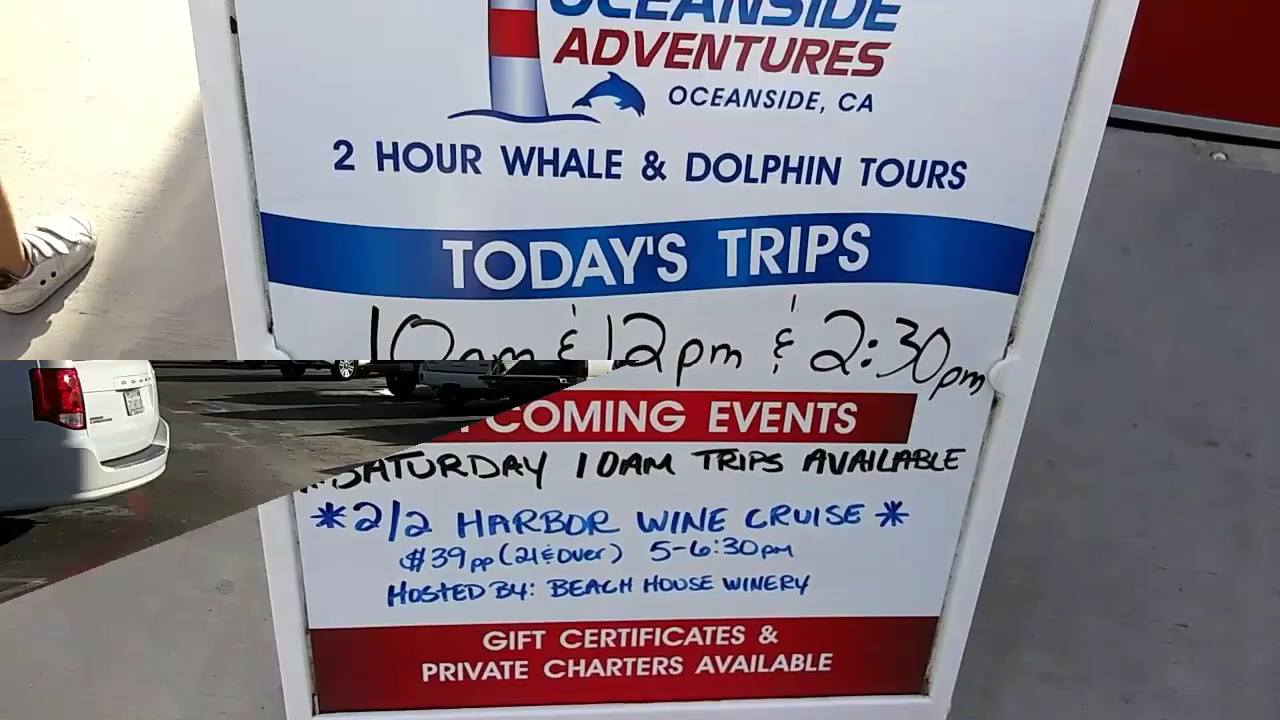 OCEANSIDE
ADVENTURES
OCEANSIDE, CA
2 HOUR WHALE & DOLPHIN TOURS
TODAY'S TRIPS
10am & 12pm & 2:30pm
COMING EVENTS
SATURDAY 10AM TRIPS AVAILABLE
*2/2 HARBOR WINE CRUISE*
$39pp (21 & over) 5-6:30pm
HOSTED BY: BEACH HOUSE WINERY
GIFT CERTIFICATES &
PRIVATE CHARTERS AVAILABLE
DODGE